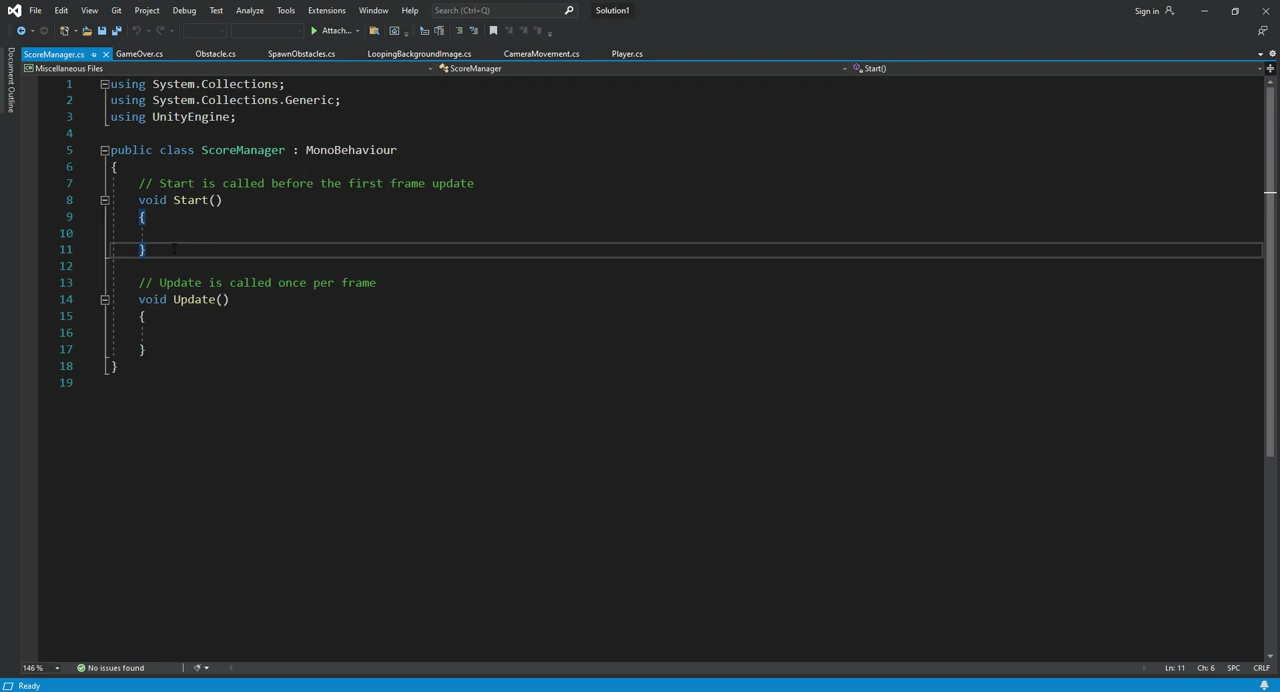 File Edit View Git Project Debug Test Analyze Tools Extensions Window Help Search (Ctrl+Q) Solution1 Sign in
Attach...
ScoreManager.cs GameOver.cs Obstacle.cs SpawnObstacles.cs LoopingBackgroundImage.cs CameraMovement.cs Player.cs
Document Outline
Miscellaneous Files ScoreManager Start()
1 using System.Collections;
2 using System.Collections.Generic;
3 using UnityEngine;
4
5 public class ScoreManager : MonoBehaviour
6 {
7 // Start is called before the first frame update
8 void Start()
9 {
10
11 }
12
13 // Update is called once per frame
14 void Update()
15 {
16
17 }
18 }
19
146 % No issues found Ln: 11 Ch: 6 SPC CRLF
Ready